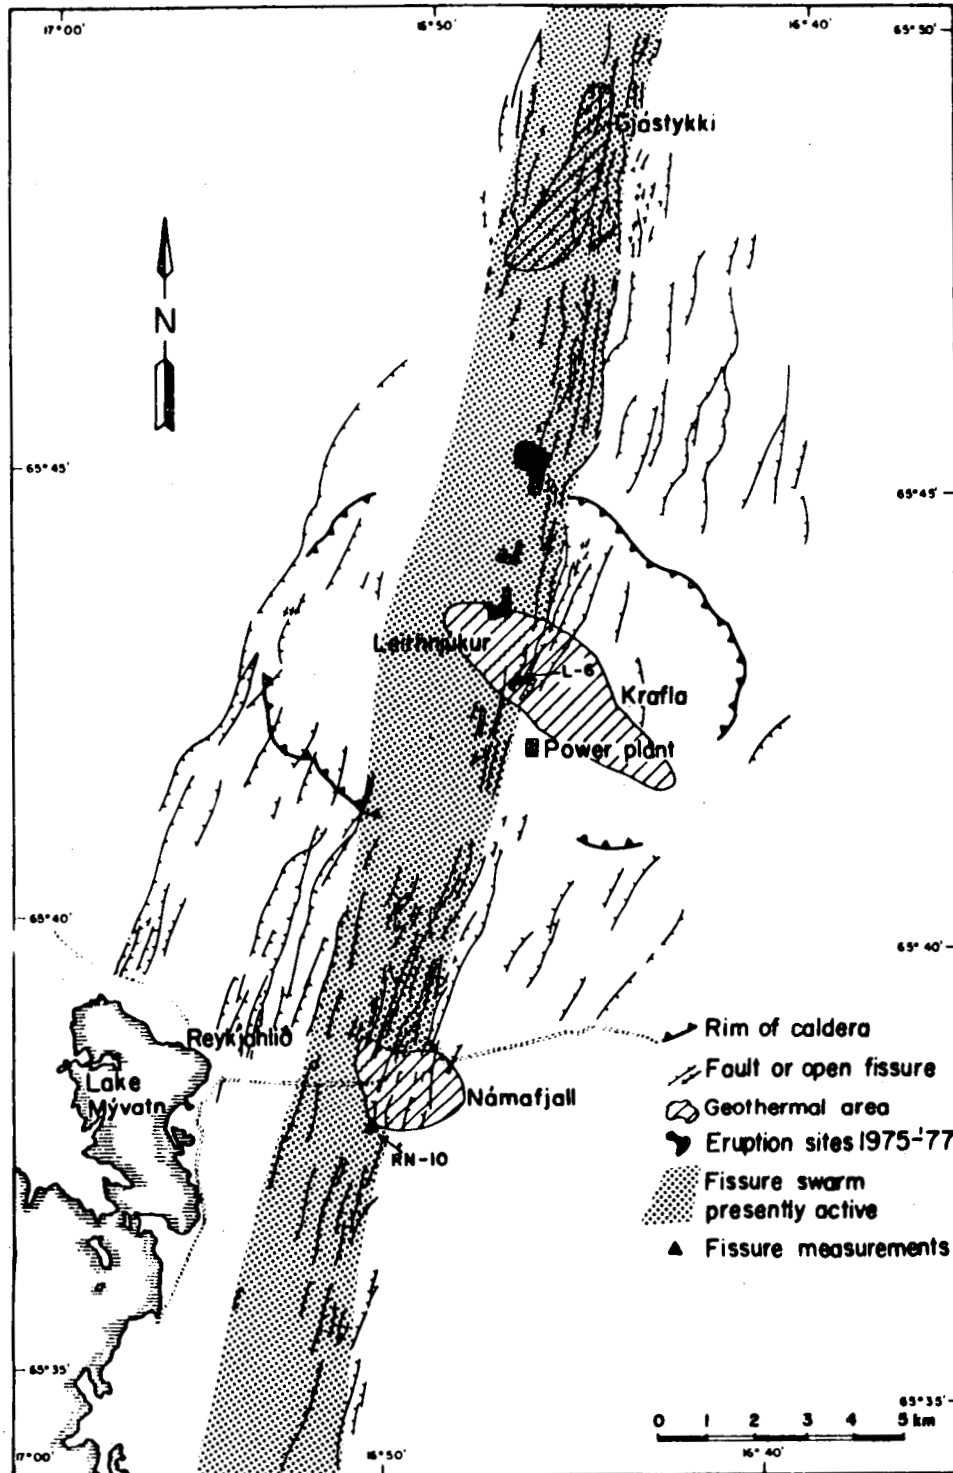 17°00'
16°50'
16°40'
65°50'
Gjástykki
N
65°45'
65°45'
Leirhnjukur
L-6
Krafla
Power plant
65°40'
65°40'
Reykjahlið
Lake
Mývatn
Námafjall
RN-10
Rim of caldera
Fault or open fissure
Geothermal area
Eruption sites 1975-'77
Fissure swarm
presently active
Fissure measurements
65°35'
65°35'
0 1 2 3 4 5 km
17°00'
16°50'
16°40'